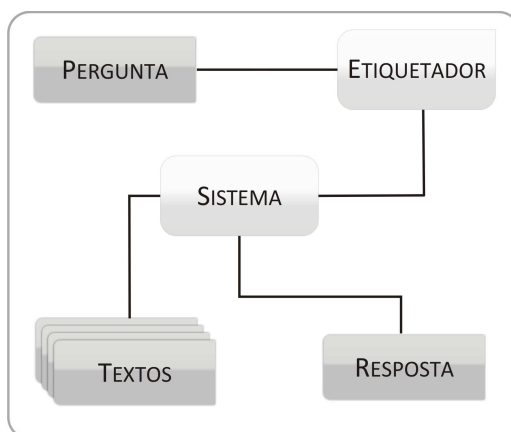 PERGUNTA
ETIQUETADOR
SISTEMA
TEXTOS
RESPOSTA